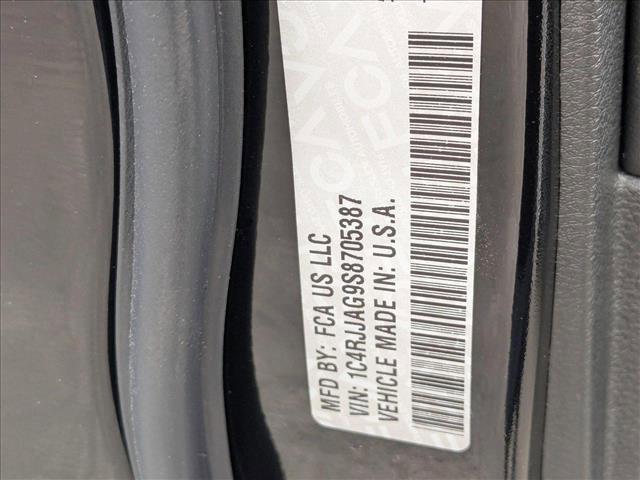 MFD BY: FCA US LLC
VIN: 1C4RJJAG9S8705387
VEHICLE MADE IN: U.S.A.